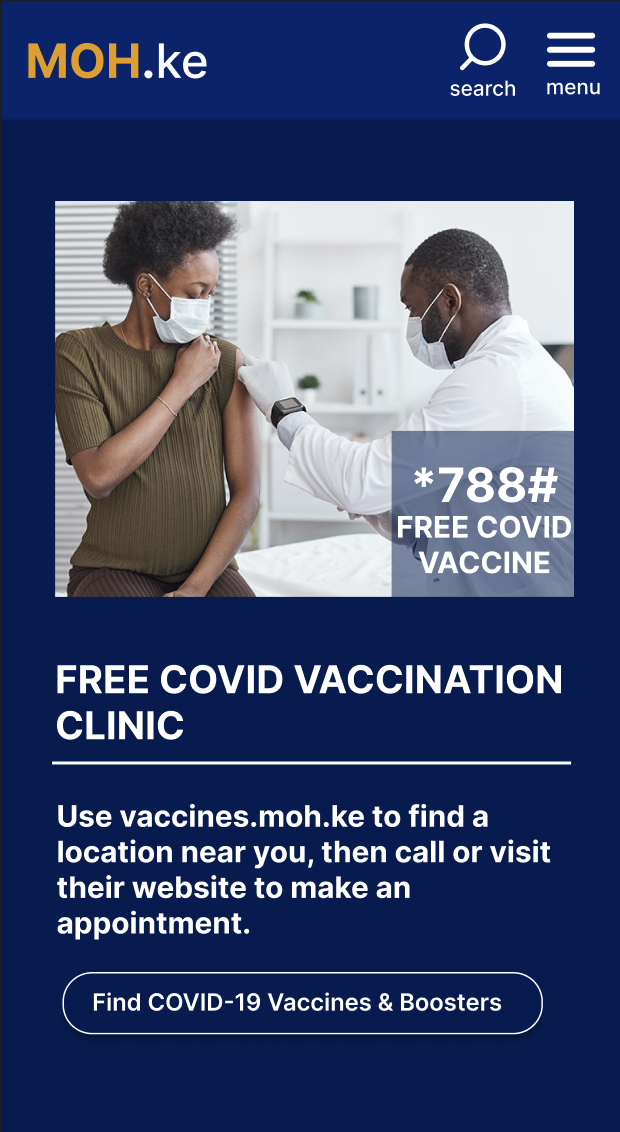 MOH.ke
search
menu
*788#
FREE COVID
VACCINE
FREE COVID VACCINATION
CLINIC
Use vaccines.moh.ke to find a
location near you, then call or visit
their website to make an
appointment.
Find COVID-19 Vaccines & Boosters